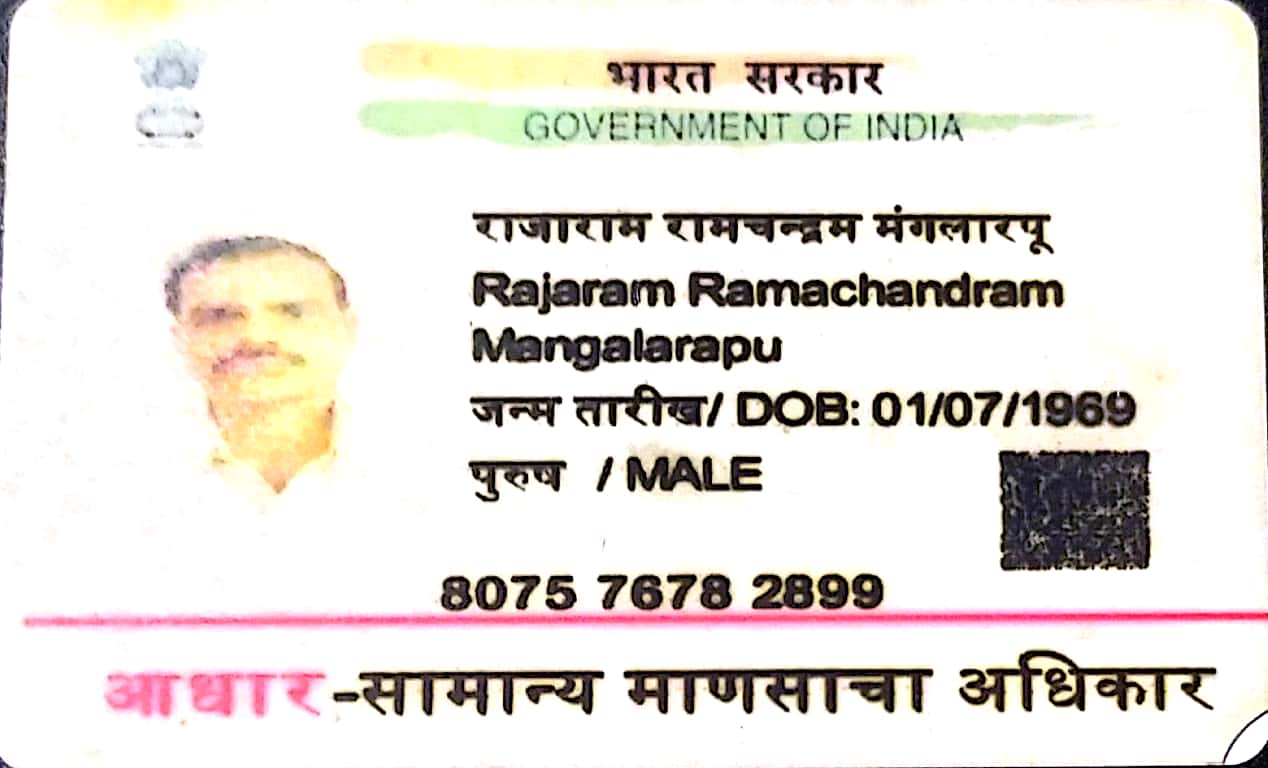 भारत सरकार
GOVERNMENT OF INDIA
राजाराम रामचन्द्रम मंगलारपू
Rajaram Ramachandram
Mangalarapu
जन्म तारीख/ DOB: 01/07/1969
पुरुष / MALE
8075 7678 2899
आधार-सामान्य माणसाचा अधिकार